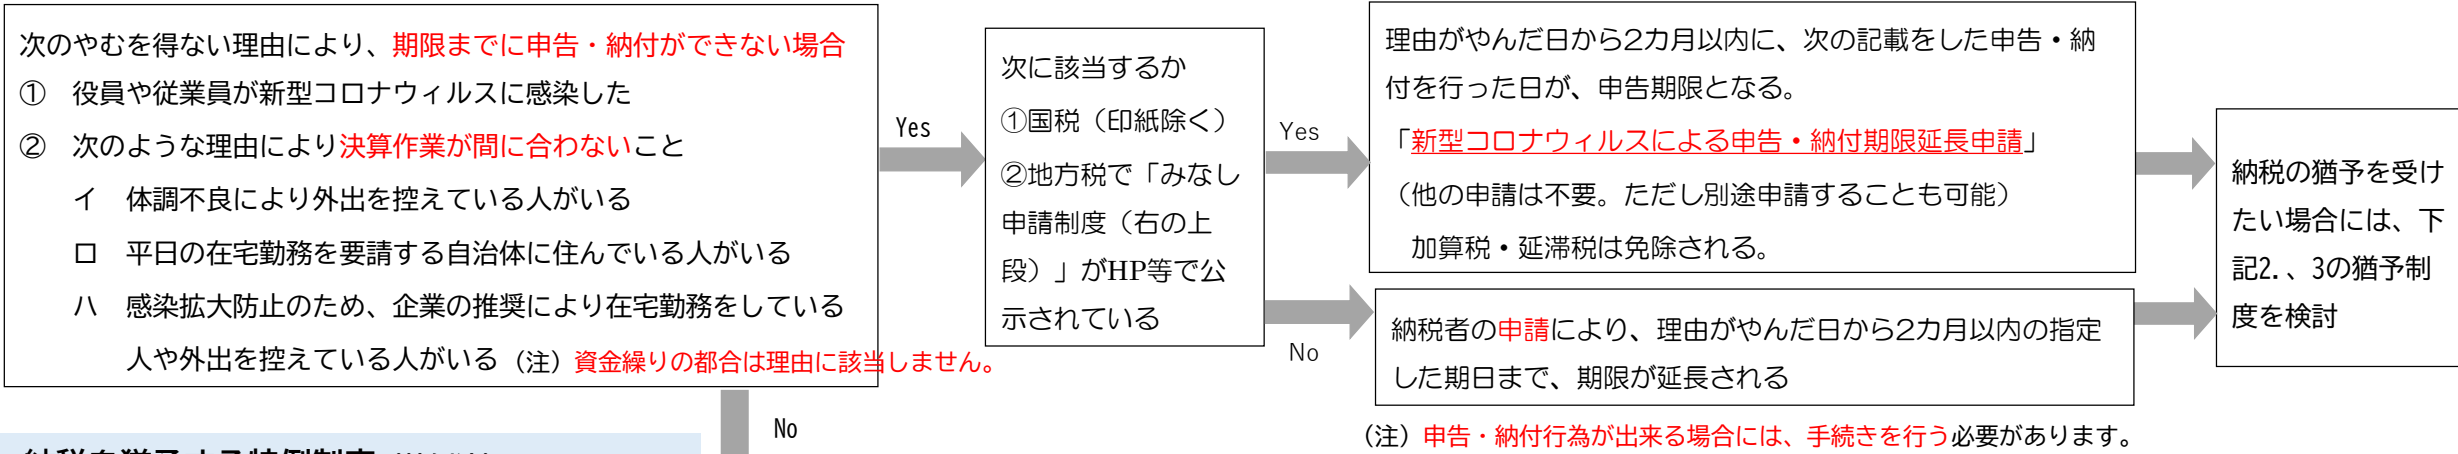 次のやむを得ない理由により、期限までに申告・納付ができない場合
① 役員や従業員が新型コロナウィルスに感染した
② 次のような理由により決算作業が間に合わないこと
イ 体調不良により外出を控えている人がいる
ロ 平日の在宅勤務を要請する自治体に住んでいる人がいる
ハ 感染拡大防止のため、企業の推奨により在宅勤務をしている
人や外出を控えている人がいる（注）資金繰りの都合は理由に該当しません。
Yes
No
次に該当するか
①国税（印紙除く）
②地方税で「みなし
申請制度（右の上
段）」がHP等で公
示されている
Yes
No
理由がやんだ日から2カ月以内に、次の記載をした申告・納
付を行った日が、申告期限となる。
「新型コロナウィルスによる申告・納付期限延長申請」
（他の申請は不要。ただし別途申請することも可能）
加算税・延滞税は免除される。
納税者の申請により、理由がやんだ日から2カ月以内の指定
した期日まで、期限が延長される
（注）申告・納付行為が出来る場合には、手続きを行う必要があります。
納税の猶予を受け
たい場合には、下
記2.、3の猶予制
度を検討